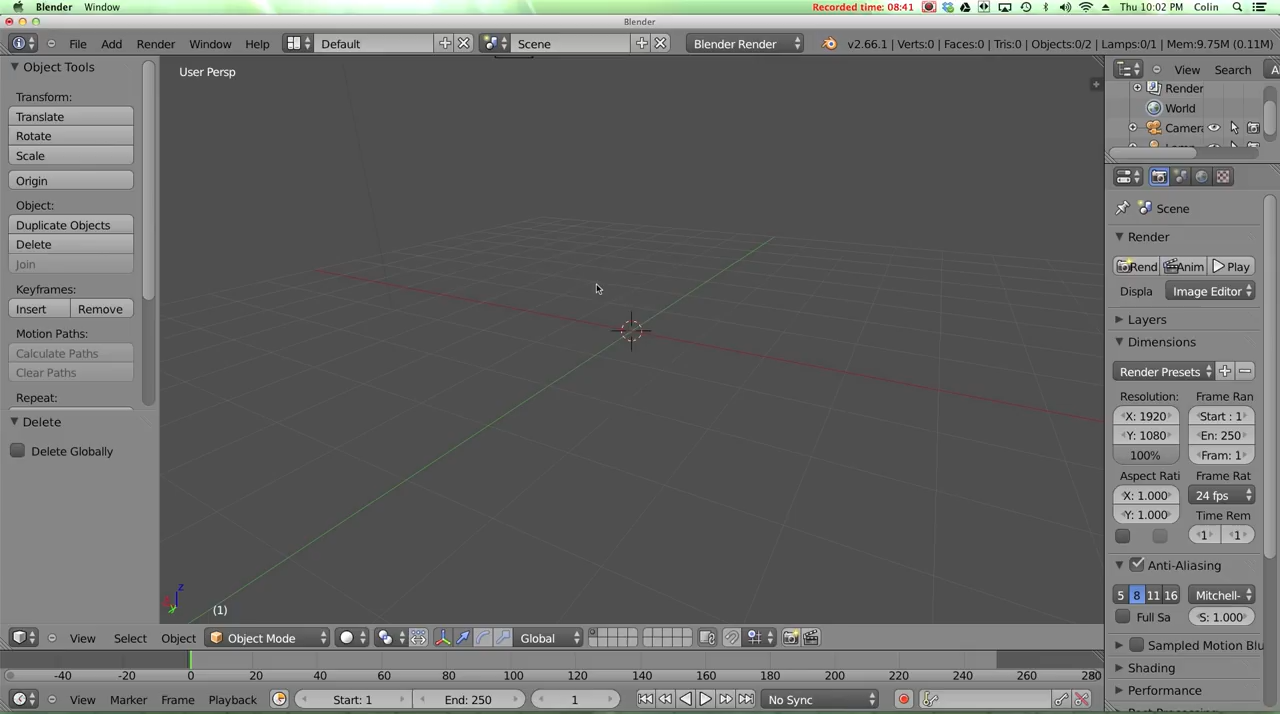 Blender Window Recorded time: 08:41 Thu 10:02 PM Colin
Blender
File Add Render Window Help Default Scene Blender Render v2.66.1 | Verts:0 | Faces:0 | Tris:0 | Objects:0/2 | Lamps:0/1 | Mem:9.75M (0.11M)
Object Tools
Transform:
Translate
Rotate
Scale
Origin
Object:
Duplicate Objects
Delete
Join
Keyframes:
Insert Remove
Motion Paths:
Calculate Paths
Clear Paths
Repeat:
Delete
Delete Globally
User Persp
z
y
(1)
View Search
Render
World
Camera
Scene
Render
Rend Anim Play
Displa Image Editor
Layers
Dimensions
Render Presets
Resolution: Frame Ran
X: 1920 Start : 1
Y: 1080 En: 250
100% Fram: 1
Aspect Rati Frame Rat
X: 1.000 24 fps
Y: 1.000 Time Rem
1 1
Anti-Aliasing
5 8 11 16 Mitchell-
Full Sa S: 1.000
Sampled Motion Blu
Shading
Performance
View Select Object Object Mode Global
-40 -20 0 20 40 60 80 100 120 140 160 180 200 220 240 260 280
View Marker Frame Playback Start: 1 End: 250 1 No Sync